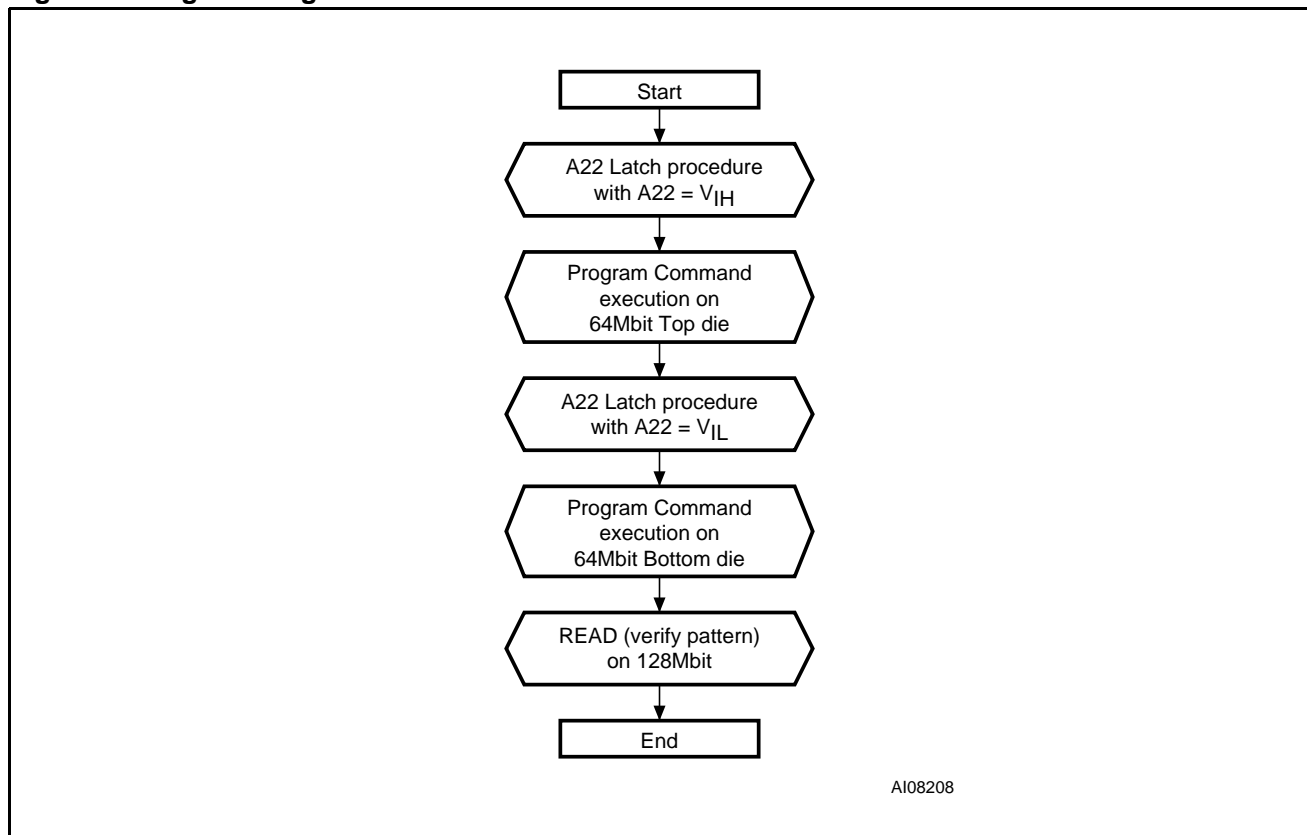 Start
A22 Latch procedure
with A22 = VIH
Program Command
execution on
64Mbit Top die
A22 Latch procedure
with A22 = VIL
Program Command
execution on
64Mbit Bottom die
READ (verify pattern)
on 128Mbit
End
AI08208